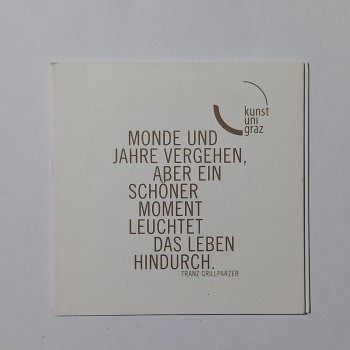 kunst
uni
graz
MONDE UND
JAHRE VERGEHEN,
ABER EIN
SCHÖNER
MOMENT
LEUCHTET
DAS LEBEN
HINDURCH.
FRANZ GRILLPARZER